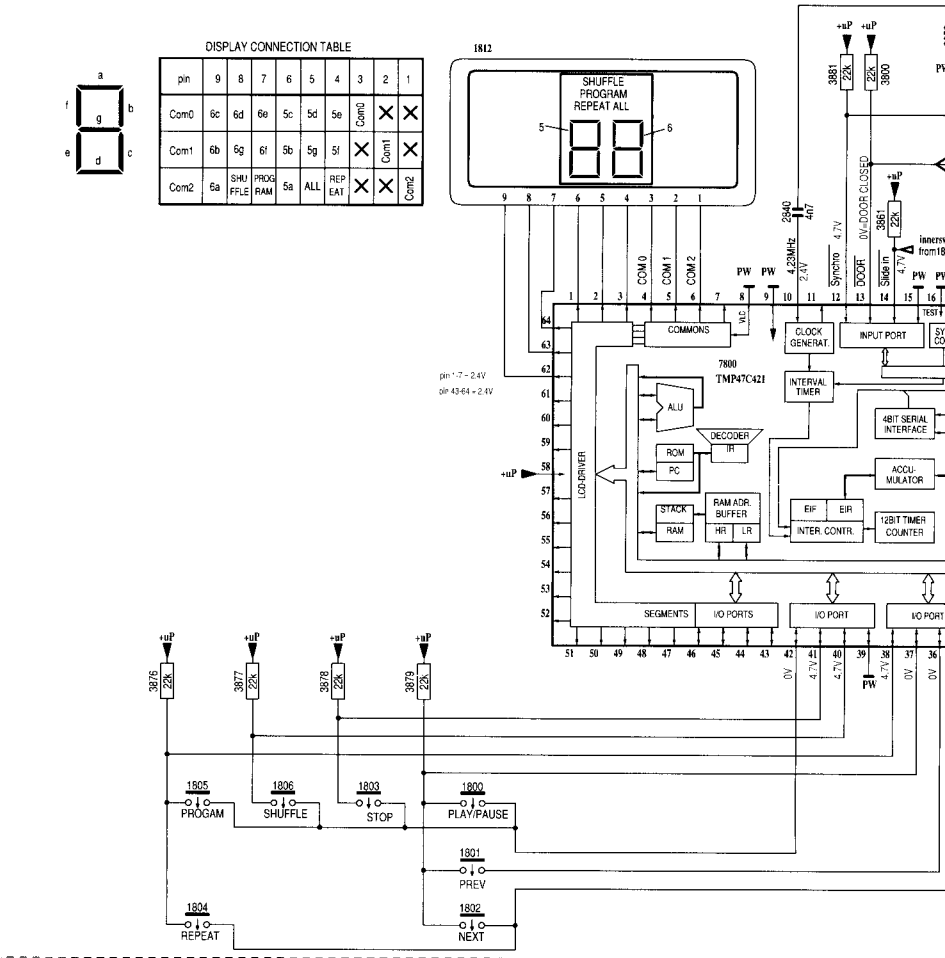 DISPLAY CONNECTION TABLE
pin 9 8 7 6 5 4 3 2 1
Com0 6c 6d 6e 5c 5d 5e Com0 X X
Com1 6b 6g 6f 5b 5g 5f X Com1 X
Com2 6a SHU FFLE PROG RAM 5a ALL REP EAT X X Com2
a
f b
g
e d c
1812
SHUFFLE
PROGRAM
REPEAT ALL
5 6
9 8 7 6 5 4 3 2 1
COM 0
COM 1
COM 2
+uP +uP
3881 22k
22k 3800
PW
2840
4n7
4,23MHz
2.4V
Synchro 4.7V
DOOR 0V=DOOR CLOSED
+uP
3861 22k
Slide in
4.7V
innersw
from18
PW PW PW PW
1 2 3 4 5 6 7 8 9 10 11 12 13 14 15 16
VLC
TEST
64
63
62
61
60
59
58
57
56
55
54
53
52
pin 1-7 = 2.4V
pin 43-64 = 2.4V
+uP
LCD-DRIVER
COMMONS
7800
TMP47C421
CLOCK
GENERAT.
INPUT PORT
SY
CO
INTERVAL
TIMER
ALU
DECODER
IR
ROM
PC
4BIT SERIAL
INTERFACE
ACCU-
MULATOR
STACK
RAM
RAM ADR.
BUFFER
HR LR
EIF EIR
INTER. CONTR.
12BIT TIMER
COUNTER
SEGMENTS I/O PORTS
I/O PORT
I/O PORT
51 50 49 48 47 46 45 44 43 42 41 40 39 38 37 36
0V 4.7V 4.7V PW 4.7V 0V 0V
+uP +uP +uP +uP
3876 22k
3877 22k
3878 22k
3879 22k
1805
PROGAM
1806
SHUFFLE
1803
STOP
1800
PLAY/PAUSE
1801
PREV
1804
REPEAT
1802
NEXT